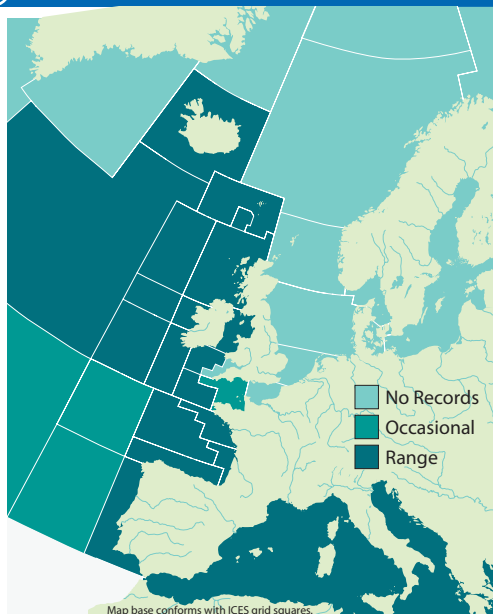 No Records
Occasional
Range
Map base conforms with ICES grid squares.